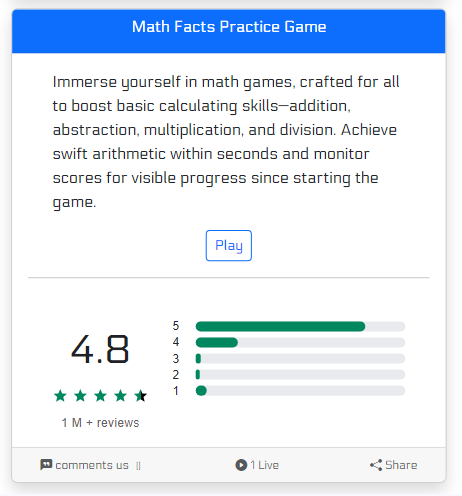 Math Facts Practice Game
Immerse yourself in math games, crafted for all
to boost basic calculating skills—addition,
abstraction, multiplication, and division. Achieve
swift arithmetic within seconds and monitor
scores for visible progress since starting the
game.
Play
4.8
5
4
3
2
1
1 M + reviews
comments us
1 Live
Share